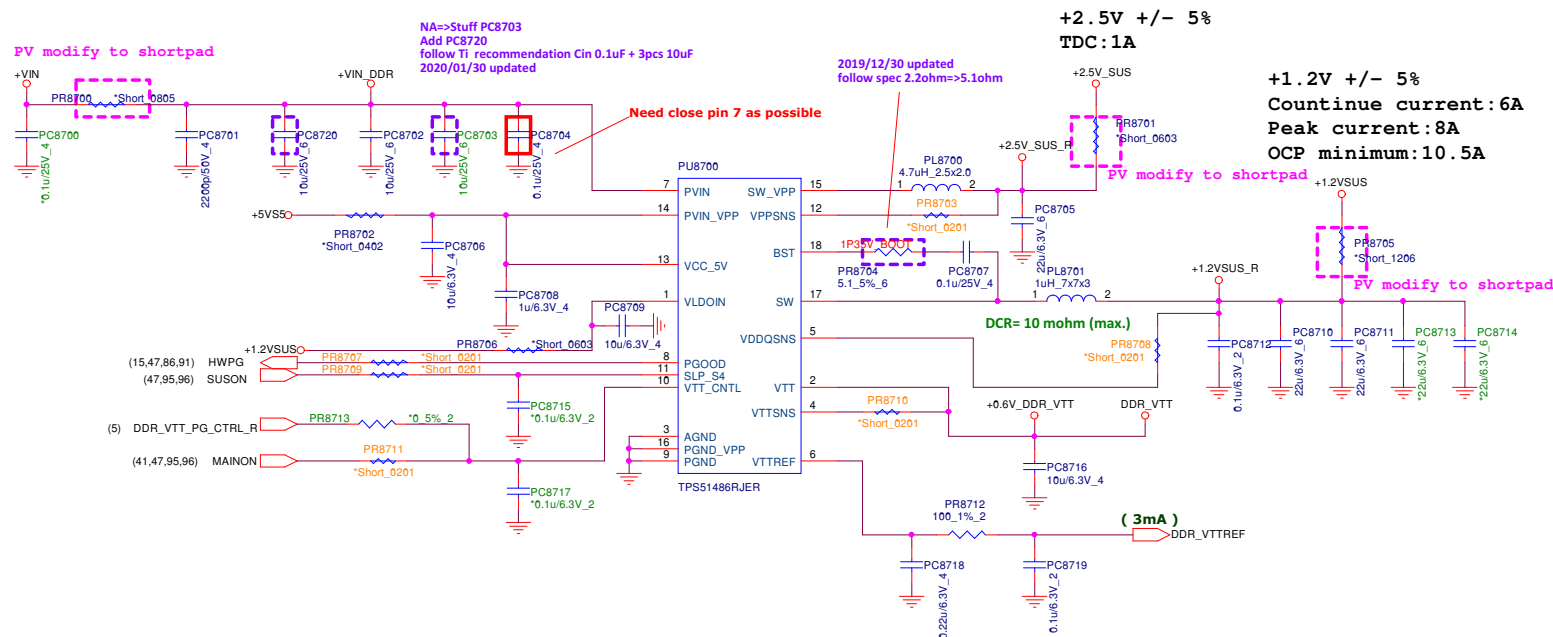 +2.5V +/- 5%
TDC:1A
+1.2V +/- 5%
Countinue current:6A
Peak current:8A
OCP minimum:10.5A
NA=>Stuff PC8703
Add PC8720
follow Ti recommendation Cin 0.1uF + 3pcs 10uF
2020/01/30 updated
2019/12/30 updated
follow spec 2.2ohm=>5.1ohm
PV modify to shortpad
Need close pin 7 as possible
+VIN
PR8700
*Short_0805
+VIN_DDR
PC8700
*0.1u/25V_4
PC8701
2200p/50V_4
PC8720
10u/25V_6
PC8702
10u/25V_6
PC8703
10u/25V_6
PC8704
0.1u/25V_4
+5VS5
PR8702
*Short_0402
PC8706
10u/6.3V_4
PC8708
1u/6.3V_4
PC8709
10u/6.3V_4
+1.2VSUS
PR8706
*Short_0603
(15,47,86,91) HWPG
PR8707
*Short_0201
(47,95,96) SUSON
PR8709
*Short_0201
PC8715
*0.1u/6.3V_2
(5) DDR_VTT_PG_CTRL_R
PR8713
*0_5%_2
(41,47,95,96) MAINON
PR8711
*Short_0201
PC8717
*0.1u/6.3V_2
PU8700
7 PVIN
14 PVIN_VPP
13 VCC_5V
1 VLDOIN
8 PGOOD
11 SLP_S4
10 VTT_CNTL
3 AGND
16 PGND_VPP
9 PGND
SW_VPP 15
VPPSNS 12
BST 18
SW 17
VDDQSNS 5
VTT 2
VTTSNS 4
VTTREF 6
TPS51486RJER
PL8700
4.7uH_2.5x2.0
1 2
PR8703
*Short_0201
+2.5V_SUS_R
+2.5V_SUS
PR8701
*Short_0603
PV modify to shortpad
PC8705
22u/6.3V_6
1P35V_BOOT
PR8704
5.1_5%_6
PC8707
0.1u/25V_4
PL8701
1uH_7x7x3
1 2
DCR= 10 mohm (max.)
+1.2VSUS_R
+1.2VSUS
PR8705
*Short_1206
PV modify to shortpad
PR8708
*Short_0201
PC8712
0.1u/6.3V_2
PC8710
22u/6.3V_6
PC8711
22u/6.3V_6
PC8713
*22u/6.3V_6
PC8714
*22u/6.3V_6
PR8710
*Short_0201
+0.6V_DDR_VTT
DDR_VTT
PC8716
10u/6.3V_4
PR8712
100_1%_2
( 3mA )
DDR_VTTREF
PC8718
0.22u/6.3V_4
PC8719
0.1u/6.3V_2